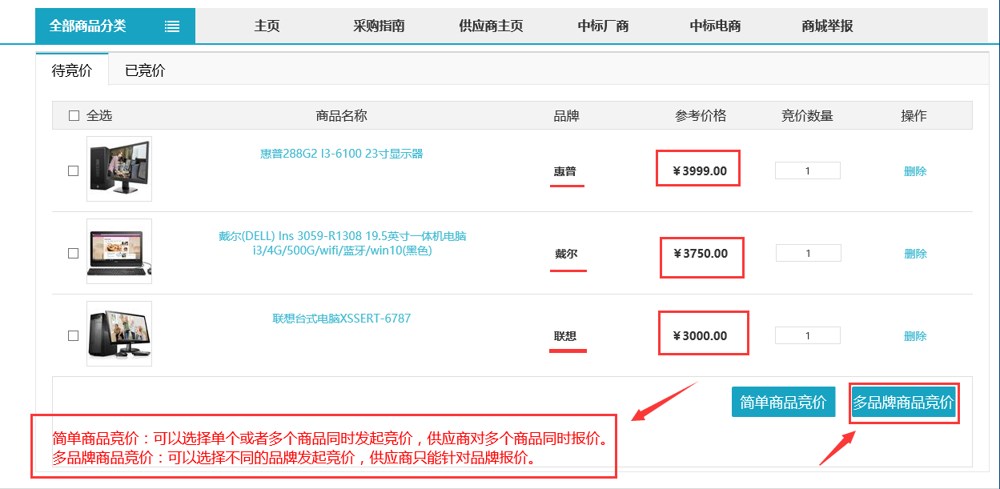 全部商品分类 主页 采购指南 供应商主页 中标厂商 中标电商 商城举报
待竞价 已竞价
全选 商品名称 品牌 参考价格 竞价数量 操作
惠普288G2 I3-6100 23寸显示器
惠普 ¥3999.00 1 删除
戴尔(DELL) Ins 3059-R1308 19.5英寸一体机电脑
i3/4G/500G/wifi/蓝牙/win10(黑色)
戴尔 ¥3750.00 1 删除
联想台式电脑XSSERT-6787
联想 ¥3000.00 1 删除
简单商品竞价 多品牌商品竞价
简单商品竞价：可以选择单个或者多个商品同时发起竞价，供应商对多个商品同时报价。
多品牌商品竞价：可以选择不同的品牌发起竞价，供应商只能针对品牌报价。